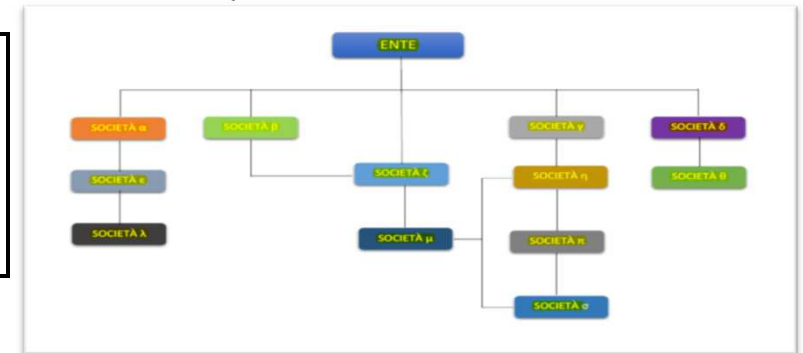 ENTE
SOCIETÀ α
SOCIETÀ β
SOCIETÀ γ
SOCIETÀ δ
SOCIETÀ ε
SOCIETÀ ζ
SOCIETÀ η
SOCIETÀ θ
SOCIETÀ λ
SOCIETÀ μ
SOCIETÀ π
SOCIETÀ σ